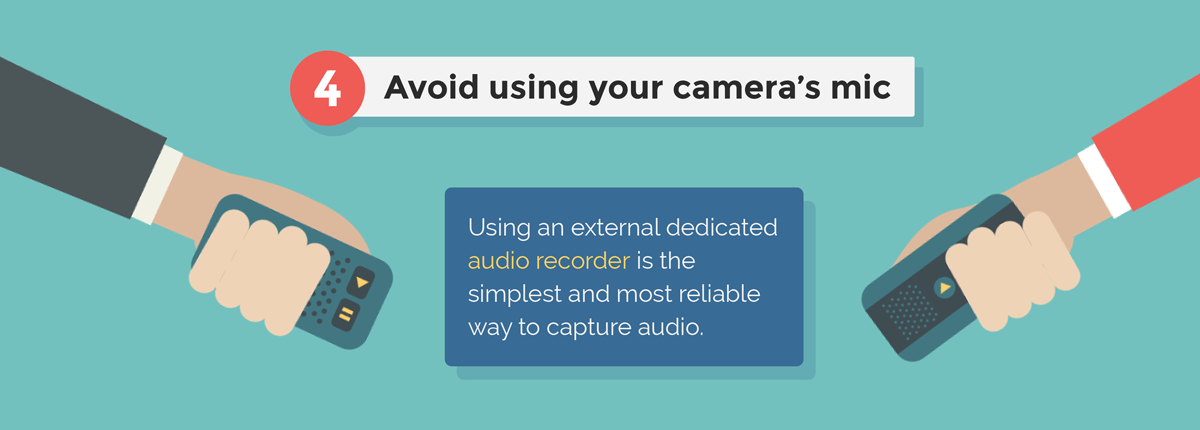 4 Avoid using your camera’s mic
Using an external dedicated
audio recorder is the
simplest and most reliable
way to capture audio.